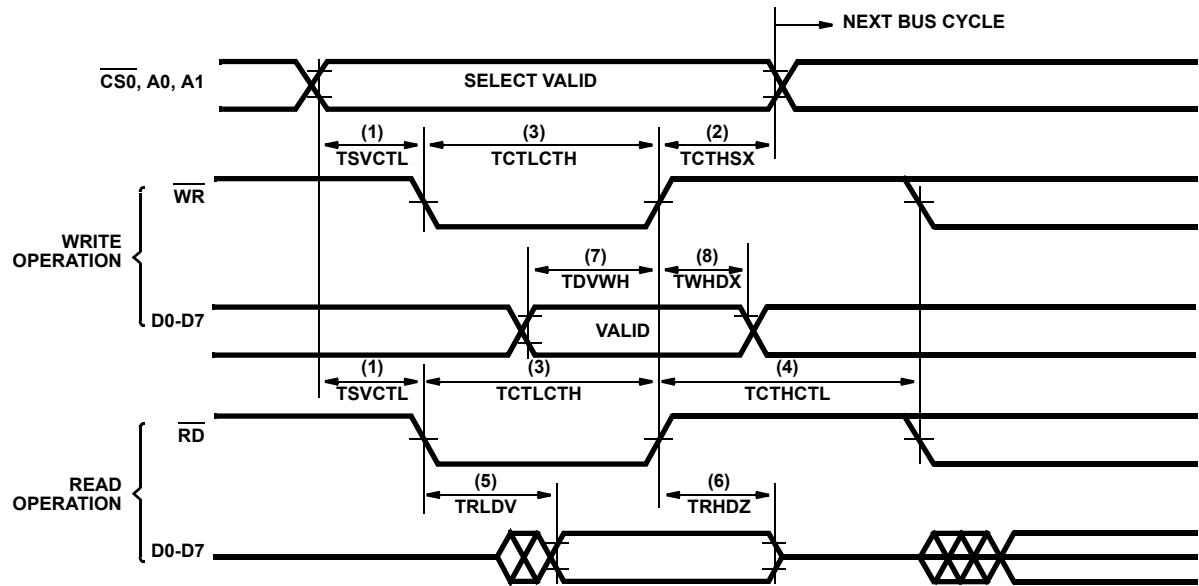 NEXT BUS CYCLE
CS0, A0, A1
SELECT VALID
(1) (3) (2)
TSVCTL TCTLCTH TCTHSX
WR
WRITE
OPERATION
(7) (8)
TDVWH TWHDX
D0-D7
VALID
(1) (3) (4)
TSVCTL TCTLCTH TCTHCTL
RD
READ
OPERATION
(5) (6)
TRLDV TRHDZ
D0-D7